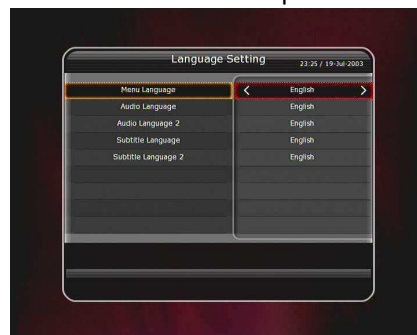 Language Setting 23:25 / 19-Jul-2003
Menu Language < English >
Audio Language English
Audio Language 2 English
Subtitle Language English
Subtitle Language 2 English